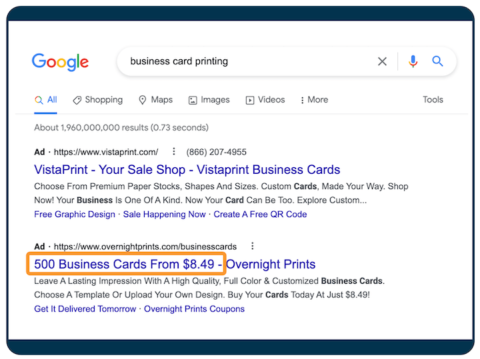 Google
business card printing
All Shopping Maps Images Videos More Tools
About 1,960,000,000 results (0.73 seconds)
Ad · https://www.vistaprint.com/ (866) 207-4955
VistaPrint - Your Sale Shop - Vistaprint Business Cards
Choose From Premium Paper Stocks, Shapes And Sizes. Custom Cards, Made Your Way. Shop
Now! Your Business Is One Of A Kind. Now Your Card Can Be Too. Explore Custom...
Free Graphic Design · Sale Happening Now · Create A Free QR Code
Ad · https://www.overnightprints.com/businesscards
500 Business Cards From $8.49 - Overnight Prints
Leave A Lasting Impression With A High Quality, Full Color & Customized Business Cards.
Choose A Template Or Upload Your Own Design. Buy Your Cards Today At Just $8.49!
Get It Delivered Tomorrow · Overnight Prints Coupons